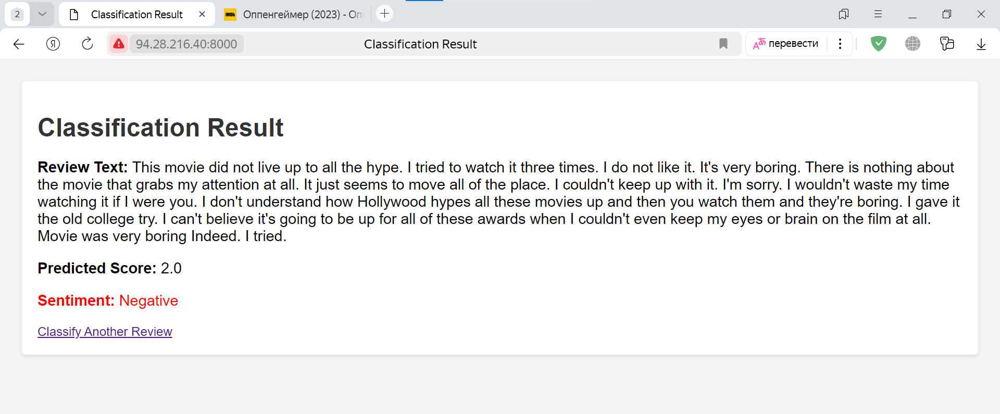 2
Classification Result
IMDb
Оппенгеймер (2023) - Оп
94.28.216.40:8000
Classification Result
перевести
Classification Result
Review Text: This movie did not live up to all the hype. I tried to watch it three times. I do not like it. It's very boring. There is nothing about
the movie that grabs my attention at all. It just seems to move all of the place. I couldn't keep up with it. I'm sorry. I wouldn't waste my time
watching it if I were you. I don't understand how Hollywood hypes all these movies up and then you watch them and they're boring. I gave it
the old college try. I can't believe it's going to be up for all of these awards when I couldn't even keep my eyes or brain on the film at all.
Movie was very boring Indeed. I tried.
Predicted Score: 2.0
Sentiment: Negative
Classify Another Review